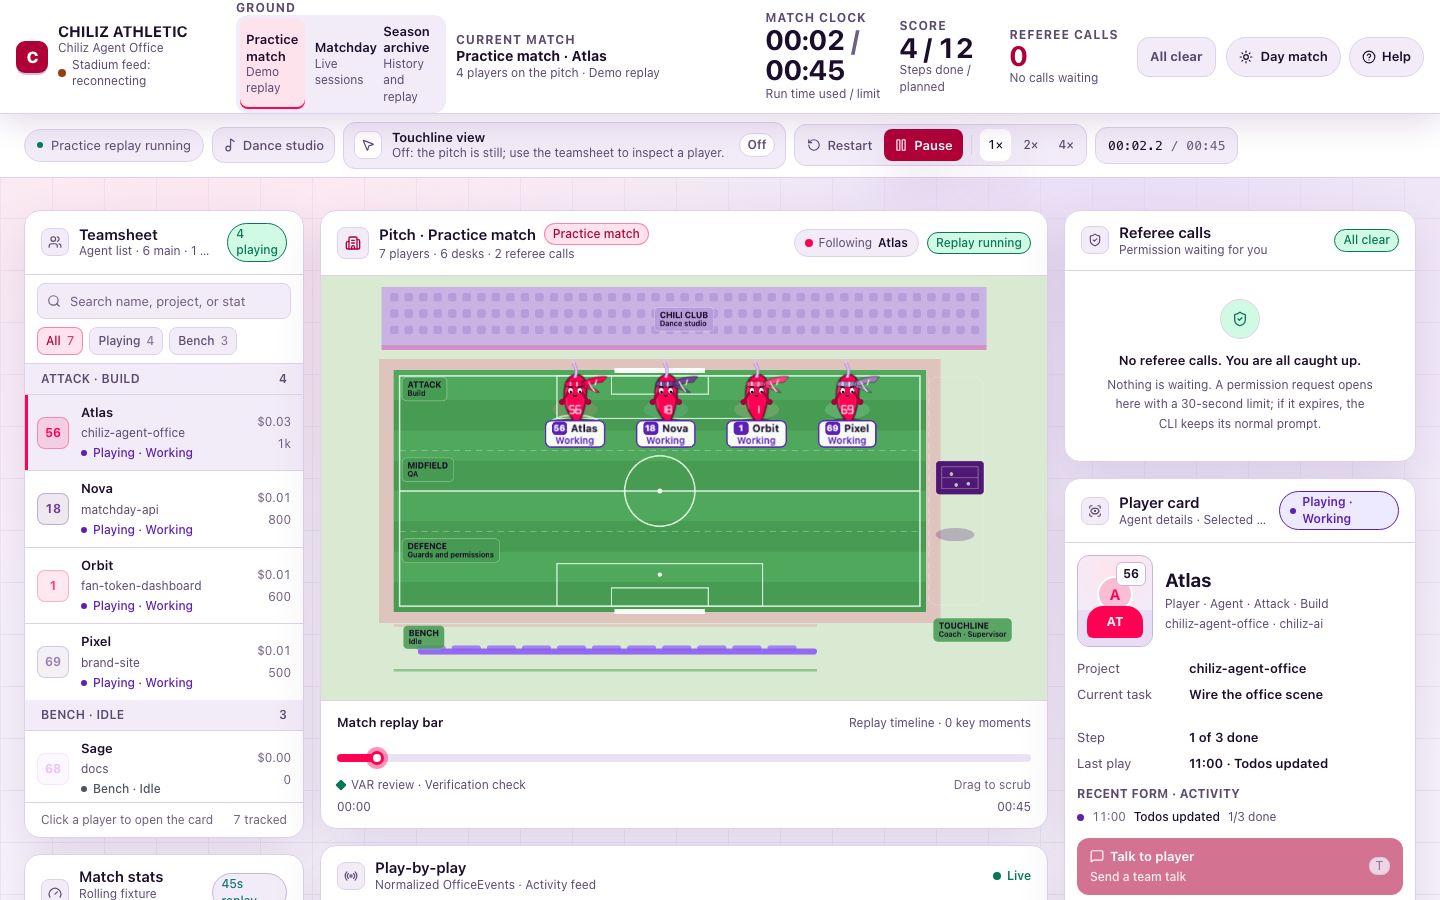 C
CHILIZ ATHLETIC
Chiliz Agent Office
Stadium feed:
reconnecting
GROUND
Practice
match
Demo
replay
Matchday
Live
sessions
Season
archive
History
and
replay
CURRENT MATCH
Practice match · Atlas
4 players on the pitch · Demo replay
MATCH CLOCK
00:02 /
00:45
Run time used / limit
SCORE
4 / 12
Steps done /
planned
REFEREE CALLS
0
No calls waiting
All clear
Day match
Help
Practice replay running
Dance studio
Touchline view
Off: the pitch is still; use the teamsheet to inspect a player.
Off
Restart
Pause
1×
2×
4×
00:02.2 / 00:45
Teamsheet
Agent list · 6 main · 1 ...
4
playing
Search name, project, or stat
All 7
Playing 4
Bench 3
ATTACK · BUILD 4
56
Atlas
chiliz-agent-office
Playing · Working
$0.03
1k
18
Nova
matchday-api
Playing · Working
$0.01
800
1
Orbit
fan-token-dashboard
Playing · Working
$0.01
600
69
Pixel
brand-site
Playing · Working
$0.01
500
BENCH · IDLE 3
68
Sage
docs
Bench · Idle
$0.00
0
Click a player to open the card 7 tracked
Match stats
Rolling fixture
45s
replay
Pitch · Practice match
Practice match
7 players · 6 desks · 2 referee calls
Following Atlas
Replay running
CHILI CLUB
Dance studio
ATTACK
Build
56
18
1
69
56 Atlas
Working
18 Nova
Working
1 Orbit
Working
69 Pixel
Working
MIDFIELD
QA
DEFENCE
Guards and permissions
BENCH
Idle
TOUCHLINE
Coach · Supervisor
Match replay bar
Replay timeline · 0 key moments
VAR review · Verification check
Drag to scrub
00:00
00:45
Play-by-play
Normalized OfficeEvents · Activity feed
Live
Referee calls
Permission waiting for you
All clear
No referee calls. You are all caught up.
Nothing is waiting. A permission request opens
here with a 30-second limit; if it expires, the
CLI keeps its normal prompt.
Player card
Agent details · Selected ...
Playing ·
Working
56
A
AT
Atlas
Player · Agent · Attack · Build
chiliz-agent-office · chiliz-ai
Project chiliz-agent-office
Current task Wire the office scene
Step 1 of 3 done
Last play 11:00 · Todos updated
RECENT FORM · ACTIVITY
11:00 Todos updated 1/3 done
Talk to player
Send a team talk
T